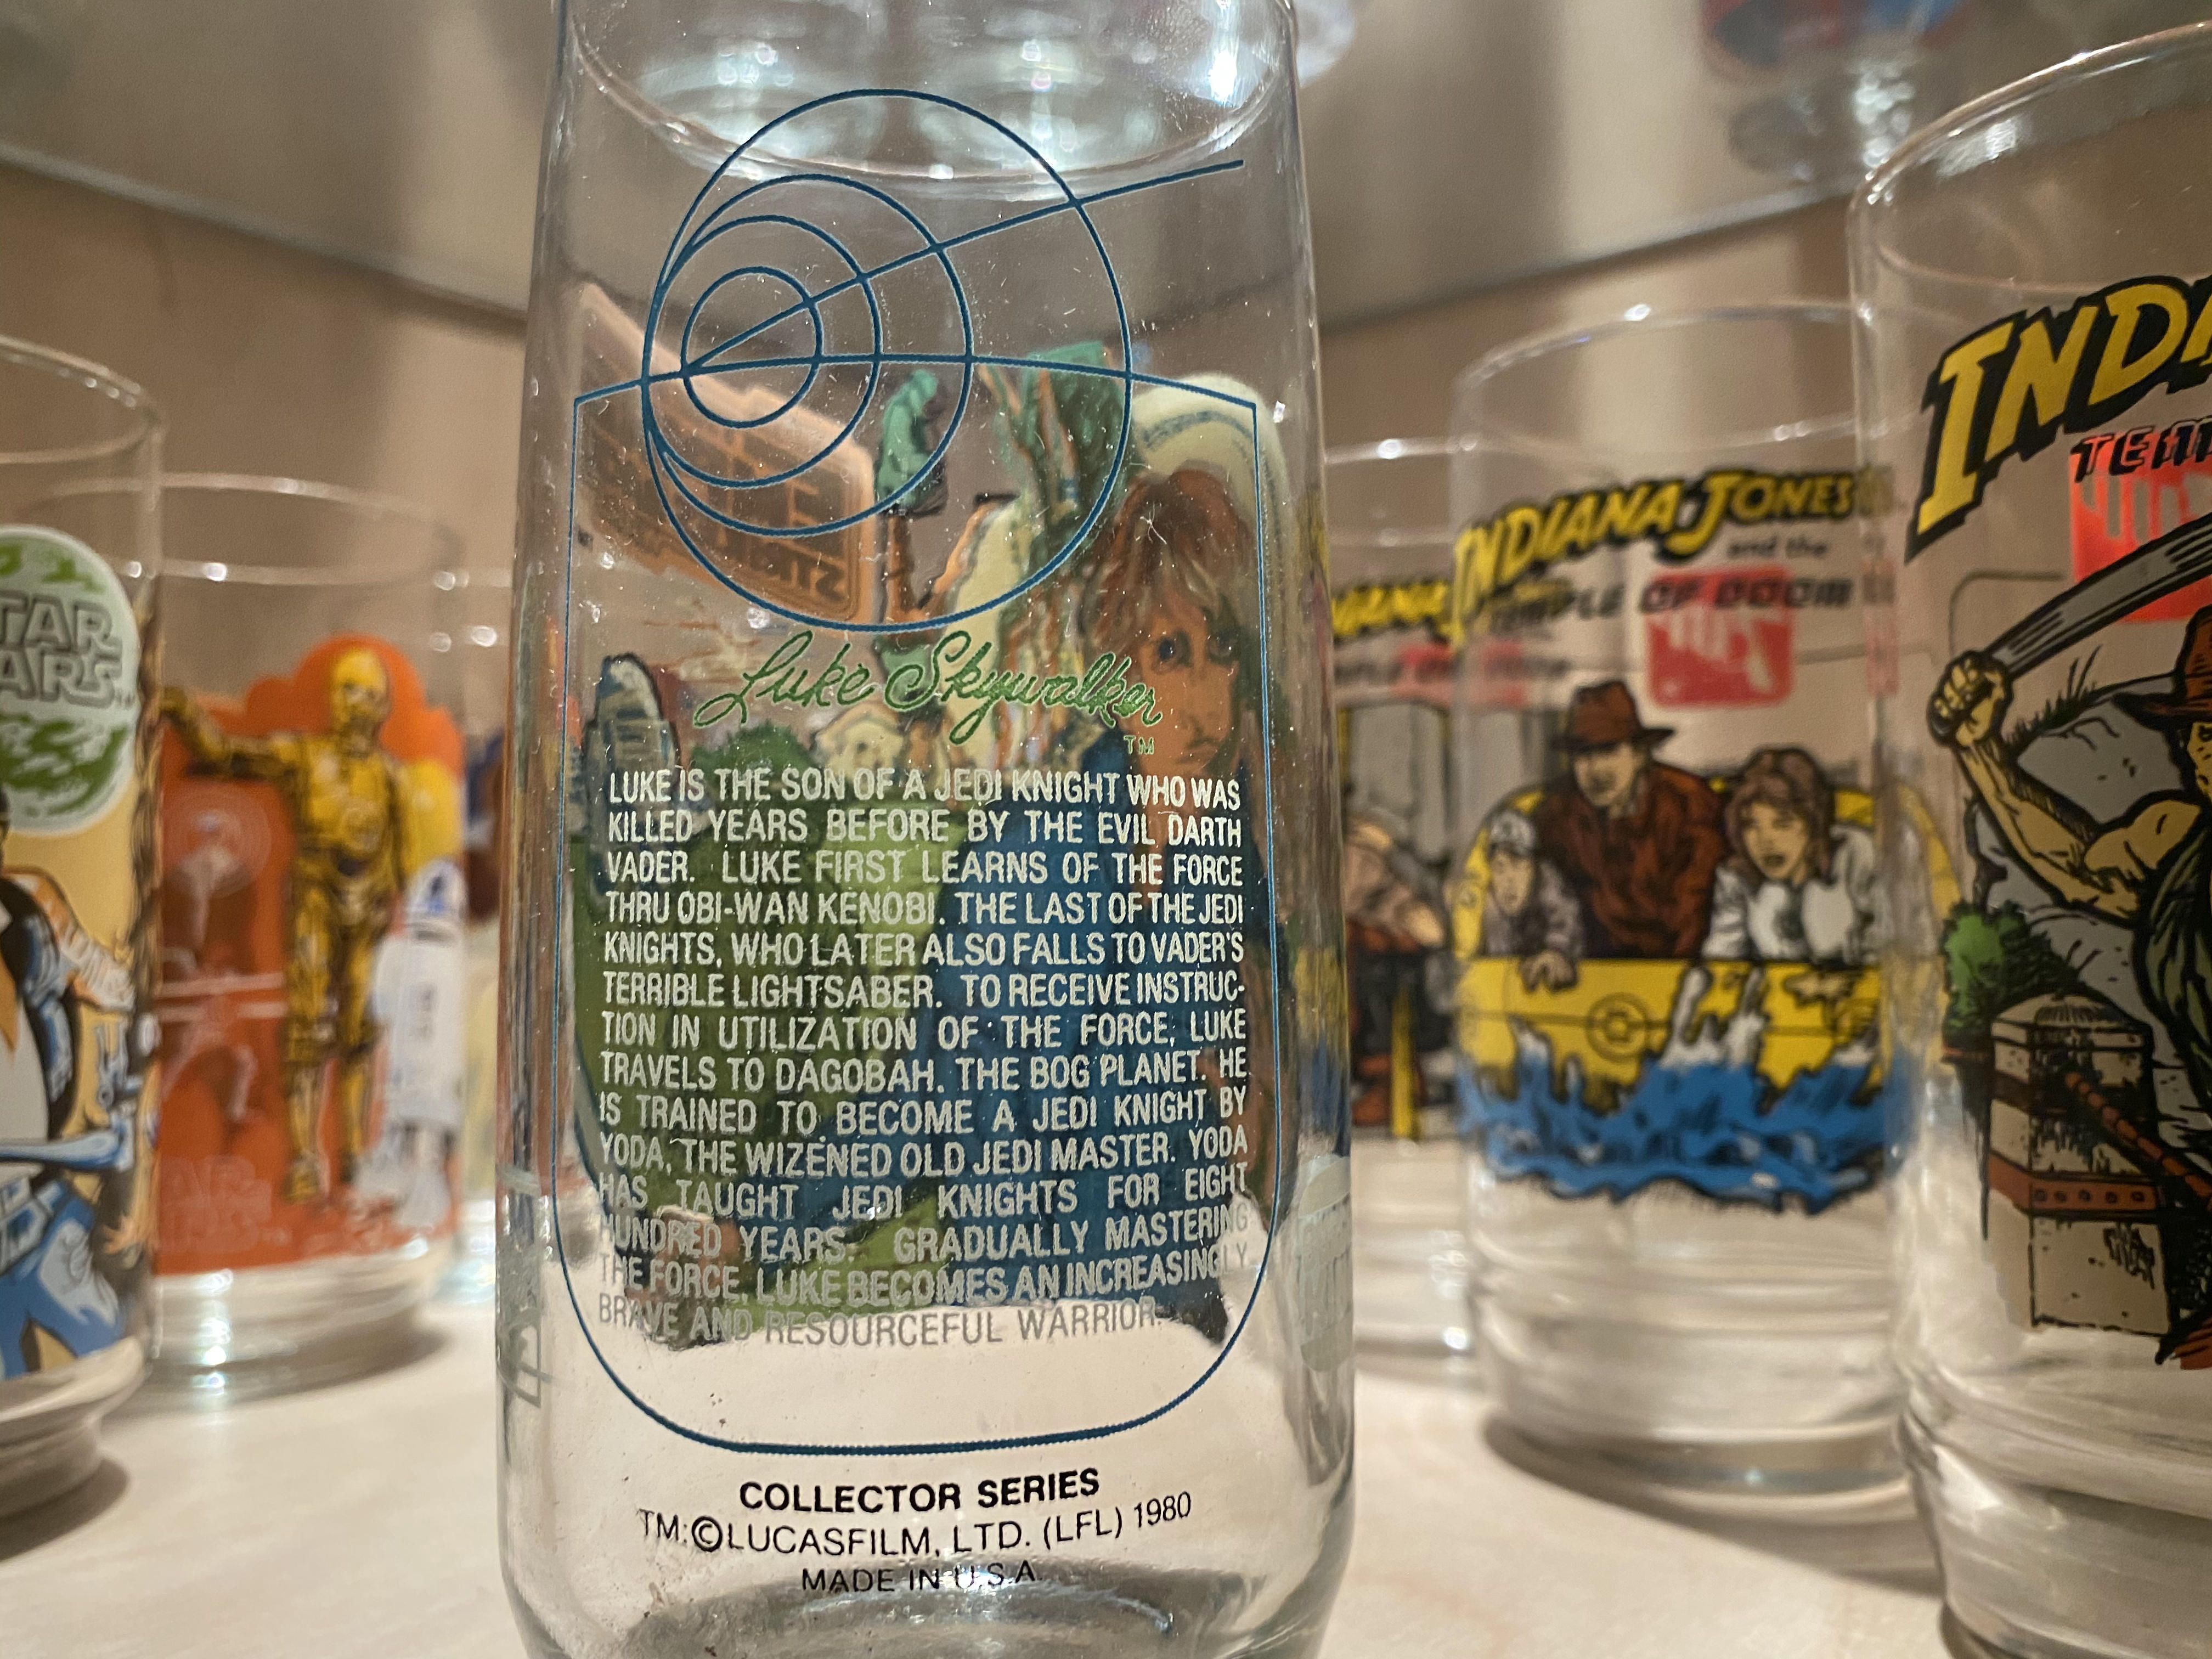 Luke Skywalker
TM
LUKE IS THE SON OF A JEDI KNIGHT WHO WAS
KILLED YEARS BEFORE BY THE EVIL DARTH
VADER. LUKE FIRST LEARNS OF THE FORCE
THRU OBI-WAN KENOBI, THE LAST OF THE JEDI
KNIGHTS, WHO LATER ALSO FALLS TO VADER'S
TERRIBLE LIGHTSABER. TO RECEIVE INSTRUC-
TION IN UTILIZATION OF THE FORCE, LUKE
TRAVELS TO DAGOBAH, THE BOG PLANET. HE
IS TRAINED TO BECOME A JEDI KNIGHT BY
YODA, THE WIZENED OLD JEDI MASTER. YODA
HAS TAUGHT JEDI KNIGHTS FOR EIGHT
HUNDRED YEARS. GRADUALLY MASTERING
THE FORCE, LUKE BECOMES AN INCREASINGLY
BRAVE AND RESOURCEFUL WARRIOR.
COLLECTOR SERIES
TM:©LUCASFILM, LTD. (LFL) 1980
MADE IN U.S.A.
INDIANA JONES
and the
TEMPLE OF DOOM